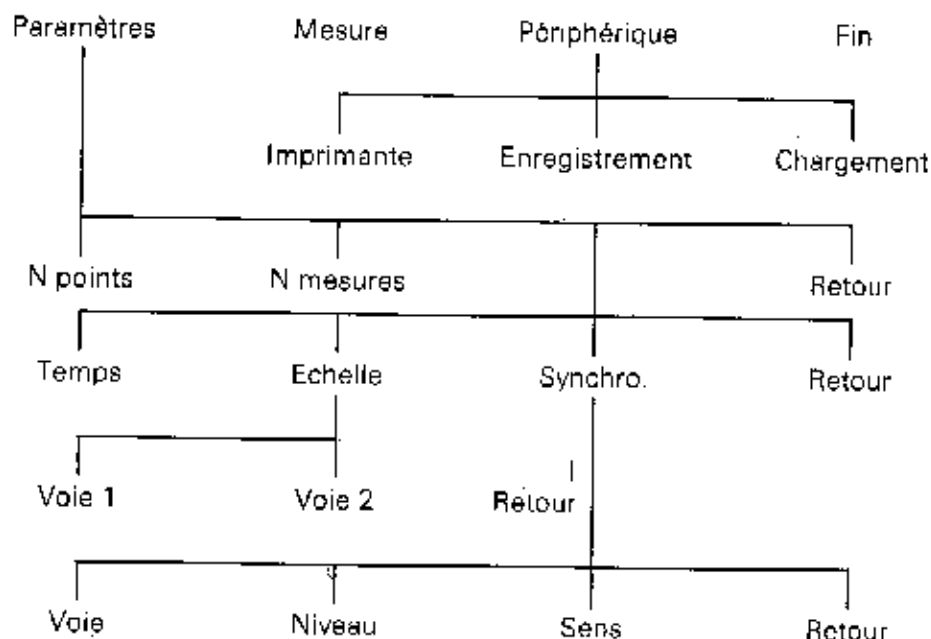 Paramètres Mesure Périphérique Fin
Imprimante Enregistrement Chargement
N points N mesures Retour
Temps Echelle Synchro. Retour
Voie 1 Voie 2 Retour
Voie Niveau Sens Retour